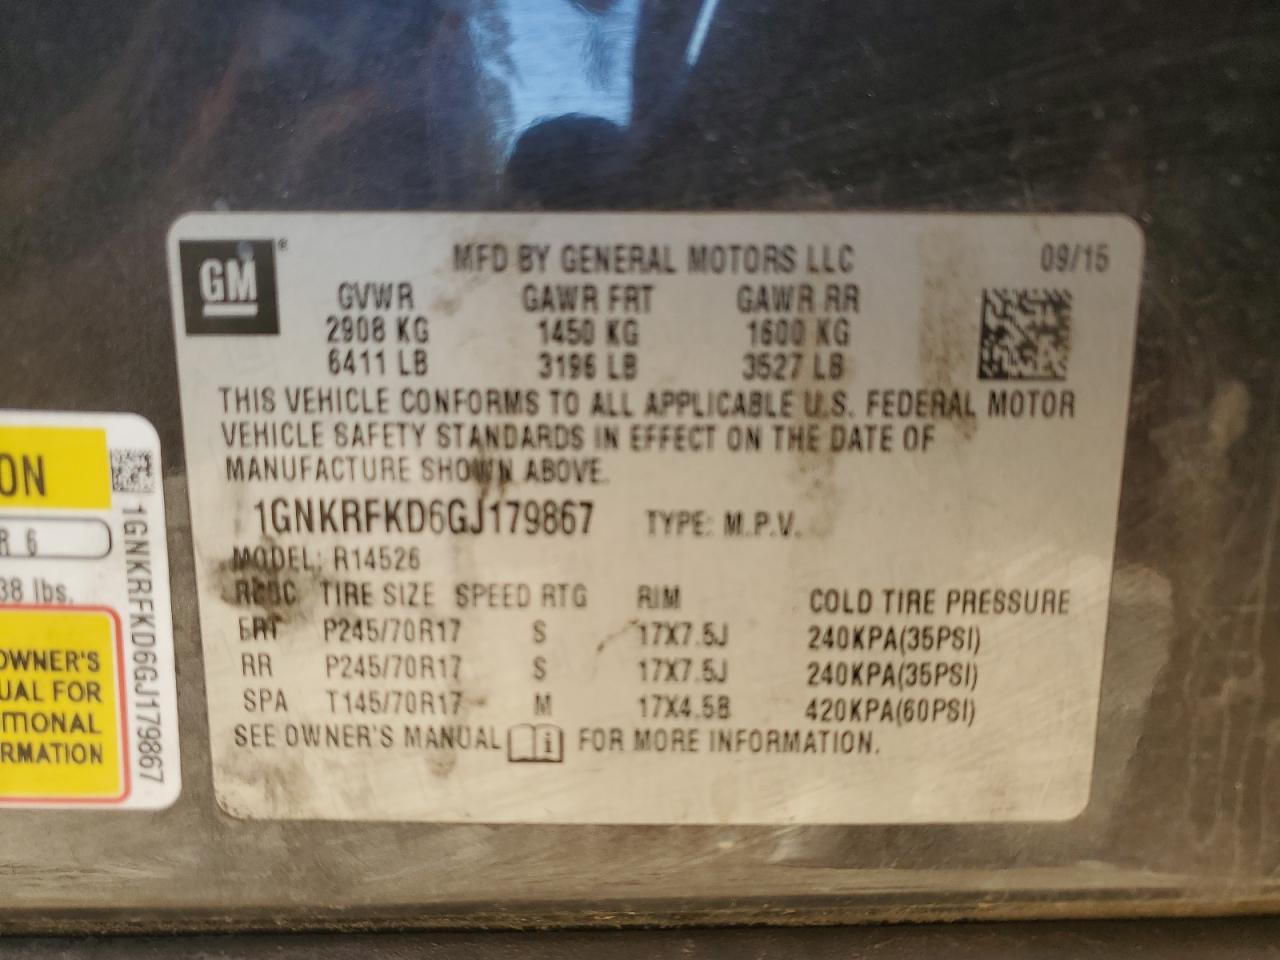 GM ®
MFD BY GENERAL MOTORS LLC 09/15
GVWR GAWR FRT GAWR RR
2908 KG 1450 KG 1600 KG
6411 LB 3196 LB 3527 LB
THIS VEHICLE CONFORMS TO ALL APPLICABLE U.S. FEDERAL MOTOR
VEHICLE SAFETY STANDARDS IN EFFECT ON THE DATE OF
MANUFACTURE SHOWN ABOVE.
1GNKRFKD6GJ179867 TYPE: M.P.V.
MODEL: R14526
TIRE SIZE SPEED RTG RIM COLD TIRE PRESSURE
FRT P245/70R17 S 17X7.5J 240KPA(35PSI)
RR P245/70R17 S 17X7.5J 240KPA(35PSI)
SPA T145/70R17 M 17X4.5B 420KPA(60PSI)
SEE OWNER'S MANUAL FOR MORE INFORMATION.
ON
R 6
38 lbs.
OWNER'S
UAL FOR
ITIONAL
RMATION
1GNKRFKD6GJ179867